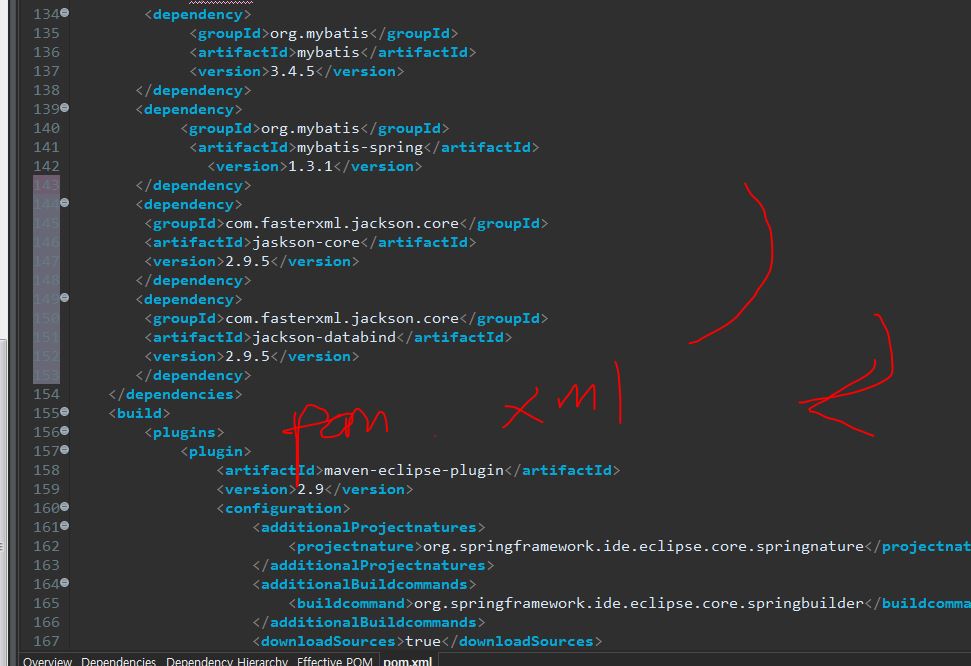 134 <dependency>
135 <groupId>org.mybatis</groupId>
136 <artifactId>mybatis</artifactId>
137 <version>3.4.5</version>
138 </dependency>
139 <dependency>
140 <groupId>org.mybatis</groupId>
141 <artifactId>mybatis-spring</artifactId>
142 <version>1.3.1</version>
143 </dependency>
144 <dependency>
145 <groupId>com.fasterxml.jackson.core</groupId>
146 <artifactId>jaskson-core</artifactId>
147 <version>2.9.5</version>
148 </dependency>
149 <dependency>
150 <groupId>com.fasterxml.jackson.core</groupId>
151 <artifactId>jackson-databind</artifactId>
152 <version>2.9.5</version>
153 </dependency>
154 </dependencies>
155 <build>
pom.xml
156 <plugins>
157 <plugin>
158 <artifactId>maven-eclipse-plugin</artifactId>
159 <version>2.9</version>
160 <configuration>
161 <additionalProjectnatures>
162 <projectnature>org.springframework.ide.eclipse.core.springnature</projectnat
163 </additionalProjectnatures>
164 <additionalBuildcommands>
165 <buildcommand>org.springframework.ide.eclipse.core.springbuilder</buildcomma
166 </additionalBuildcommands>
167 <downloadSources>true</downloadSources>
Overview Dependencies Dependency Hierarchy Effective POM pom.xml